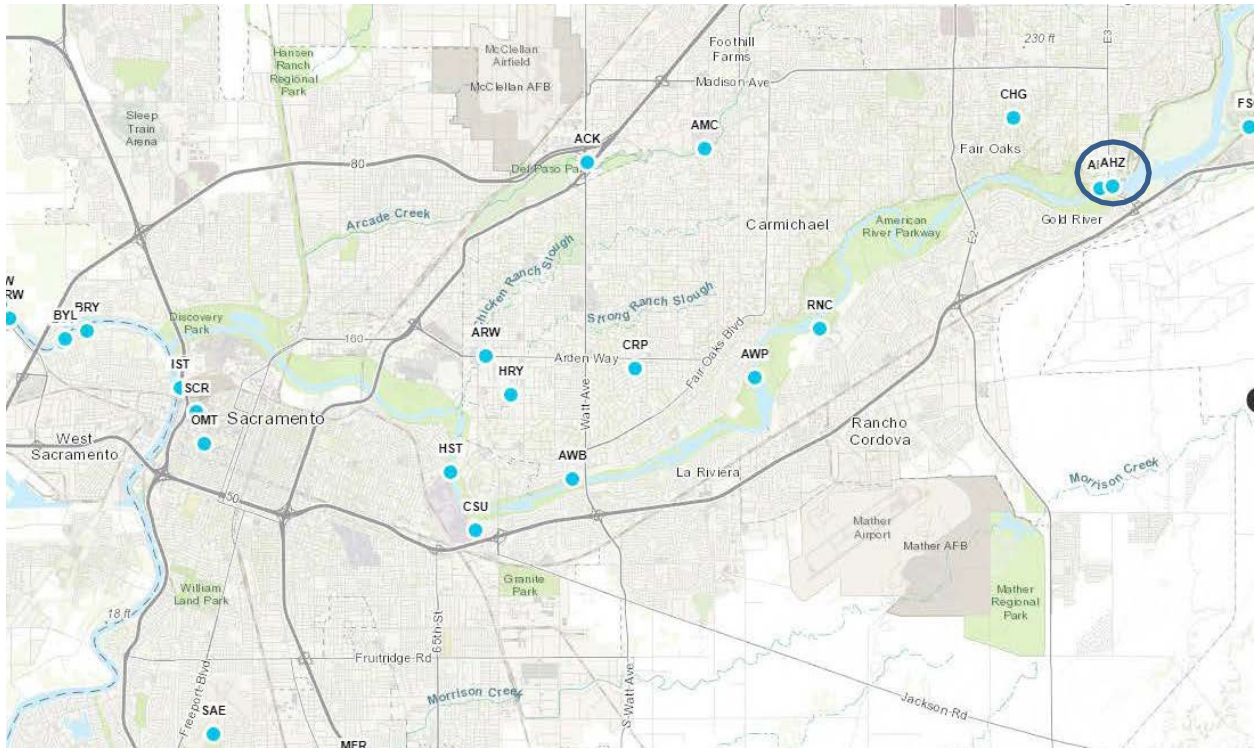 230 ft
E3
McClellan
Airfield
McClellan AFB
Foothill
Farms
Madison Ave
Hansen
Ranch
Regional
Park
Sleep
Train
Arena
80
ACK
AMC
CHG
Fair Oaks
AHZ
Gold River
Del Paso
Arcade Creek
Carmichael
American
River Parkway
E2
Chicken Ranch Slough
Strong Ranch Slough
RNC
BYL
BRY
RW
W
Discovery
Park
160
ARW
Arden Way
CRP
Fair Oaks Blvd
AWP
HRY
Watt Ave
IST
SCR
OMT
Sacramento
West
Sacramento
Rancho
Cordova
HST
AWB
La Riviera
CSU
50
Morrison Creek
Mather
Airport
Mather AFB
Mather
Regional
Park
William
Land Park
Granite
Park
18 ft
65th St
Fruitridge Rd
Freeport Blvd
Morrison Creek
S Watt Ave
Jackson Rd
SAE